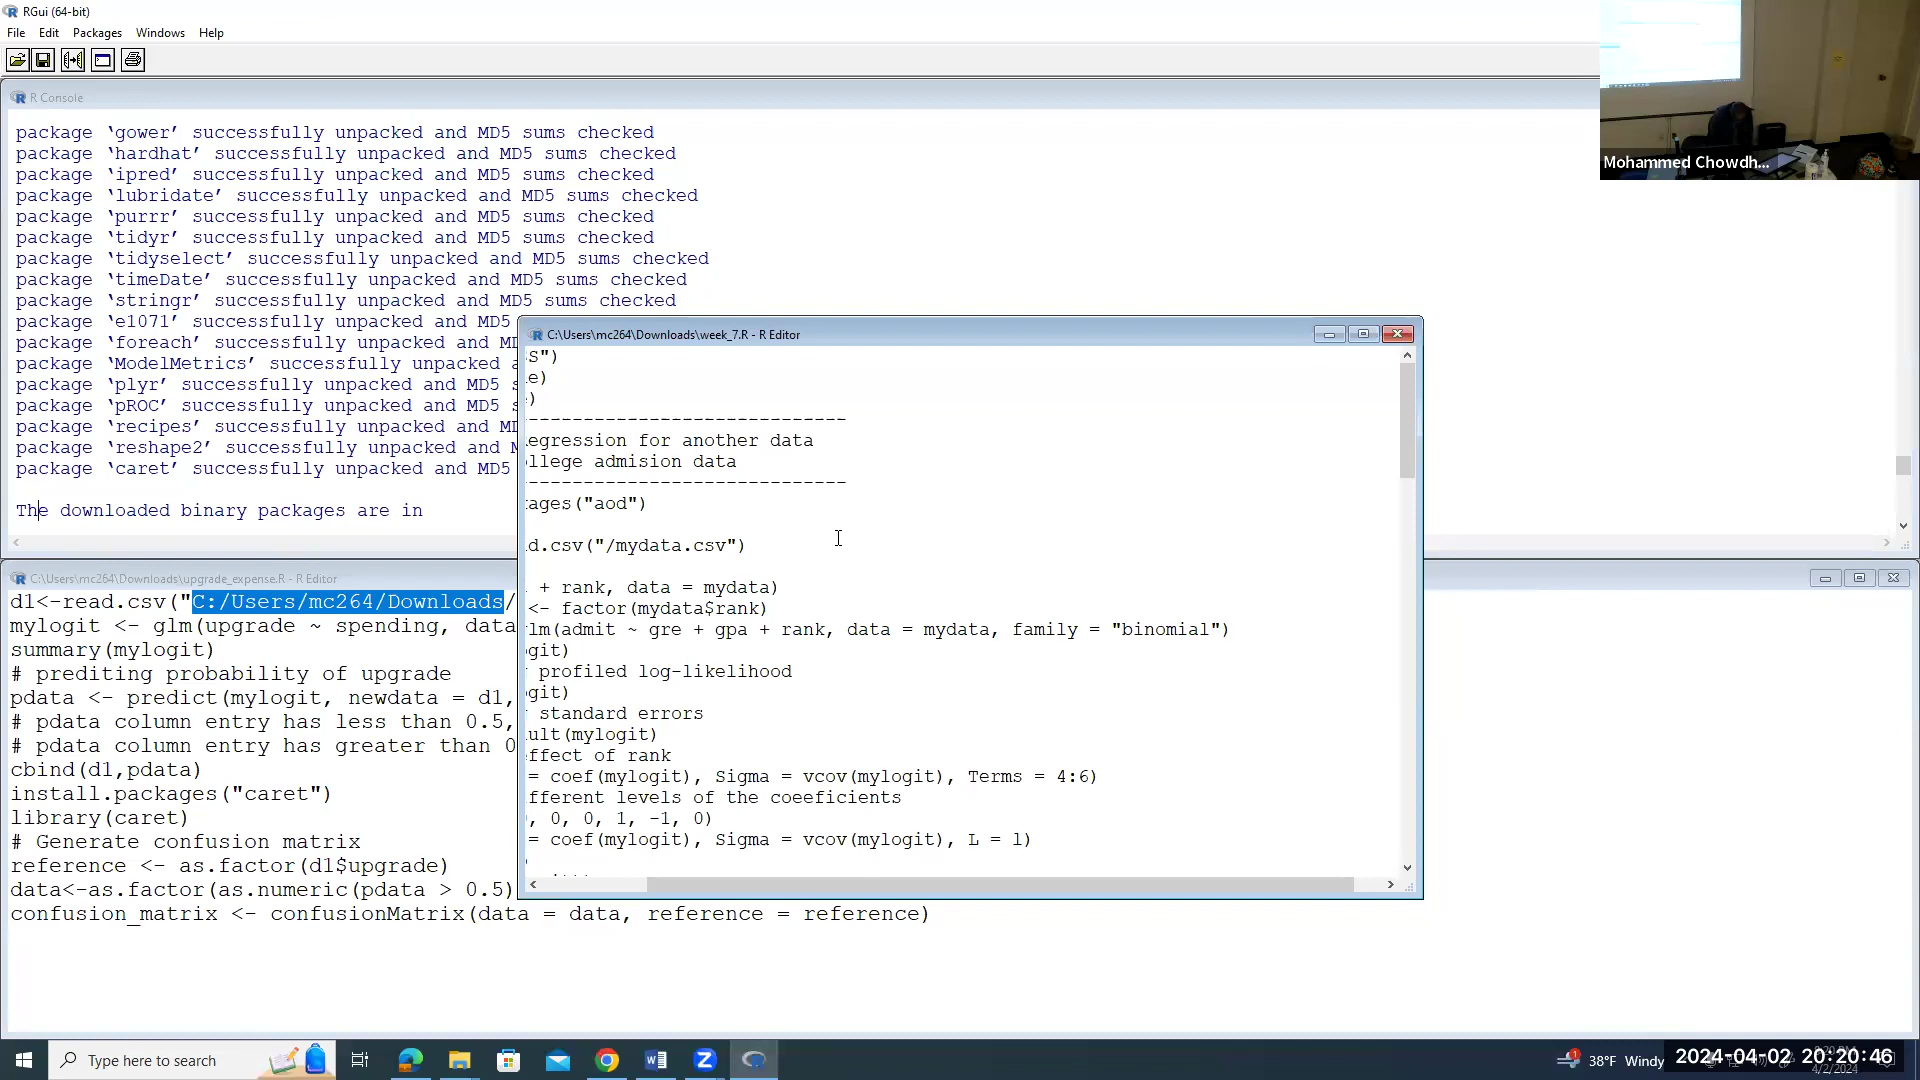 RGui (64-bit)
File Edit Packages Windows Help
R Console
package ‘gower’ successfully unpacked and MD5 sums checked
package ‘hardhat’ successfully unpacked and MD5 sums checked
package ‘ipred’ successfully unpacked and MD5 sums checked
package ‘lubridate’ successfully unpacked and MD5 sums checked
package ‘purrr’ successfully unpacked and MD5 sums checked
package ‘tidyr’ successfully unpacked and MD5 sums checked
package ‘tidyselect’ successfully unpacked and MD5 sums checked
package ‘timeDate’ successfully unpacked and MD5 sums checked
package ‘stringr’ successfully unpacked and MD5 sums checked
package ‘e1071’ successfully unpacked and MD5
package ‘foreach’ successfully unpacked and M
package ‘ModelMetrics’ successfully unpacked a
package ‘plyr’ successfully unpacked and MD5 s
package ‘pROC’ successfully unpacked and MD5 s
package ‘recipes’ successfully unpacked and M
package ‘reshape2’ successfully unpacked and M
package ‘caret’ successfully unpacked and MD5
The downloaded binary packages are in
Mohammed Chowdh...
C:\Users\mc264\Downloads\week_7.R - R Editor
S")
e)
)
-----------------------------
egression for another data
llege admision data
-----------------------------
ages("aod")
d.csv("/mydata.csv")
+ rank, data = mydata)
<- factor(mydata$rank)
lm(admit ~ gre + gpa + rank, data = mydata, family = "binomial")
git)
profiled log-likelihood
git)
standard errors
ult(mylogit)
effect of rank
= coef(mylogit), Sigma = vcov(mylogit), Terms = 4:6)
fferent levels of the coeeficients
, 0, 0, 1, -1, 0)
= coef(mylogit), Sigma = vcov(mylogit), L = l)
C:\Users\mc264\Downloads\upgrade_expense.R - R Editor
d1<-read.csv("C:/Users/mc264/Downloads/
mylogit <- glm(upgrade ~ spending, data
summary(mylogit)
# prediting probability of upgrade
pdata <- predict(mylogit, newdata = d1,
# pdata column entry has less than 0.5,
# pdata column entry has greater than 0
cbind(d1,pdata)
install.packages("caret")
library(caret)
# Generate confusion matrix
reference <- as.factor(d1$upgrade)
data<-as.factor(as.numeric(pdata > 0.5)
confusion_matrix <- confusionMatrix(data = data, reference = reference)
Type here to search
38°F Windy
2024-04-02 20:20:46
4/2/2024